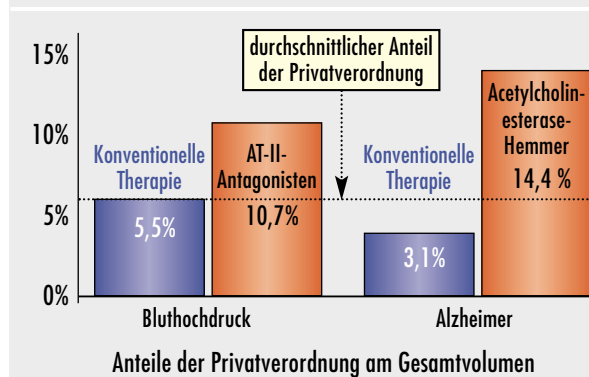 15%
10%
5%
0%
durchschnittlicher Anteil
der Privatverordnung
Konventionelle
Therapie
5,5%
AT-II-
Antagonisten
10,7%
Konventionelle
Therapie
3,1%
Acetylcholin-
esterase-
Hemmer
14,4 %
Bluthochdruck
Alzheimer
Anteile der Privatverordnung am Gesamtvolumen